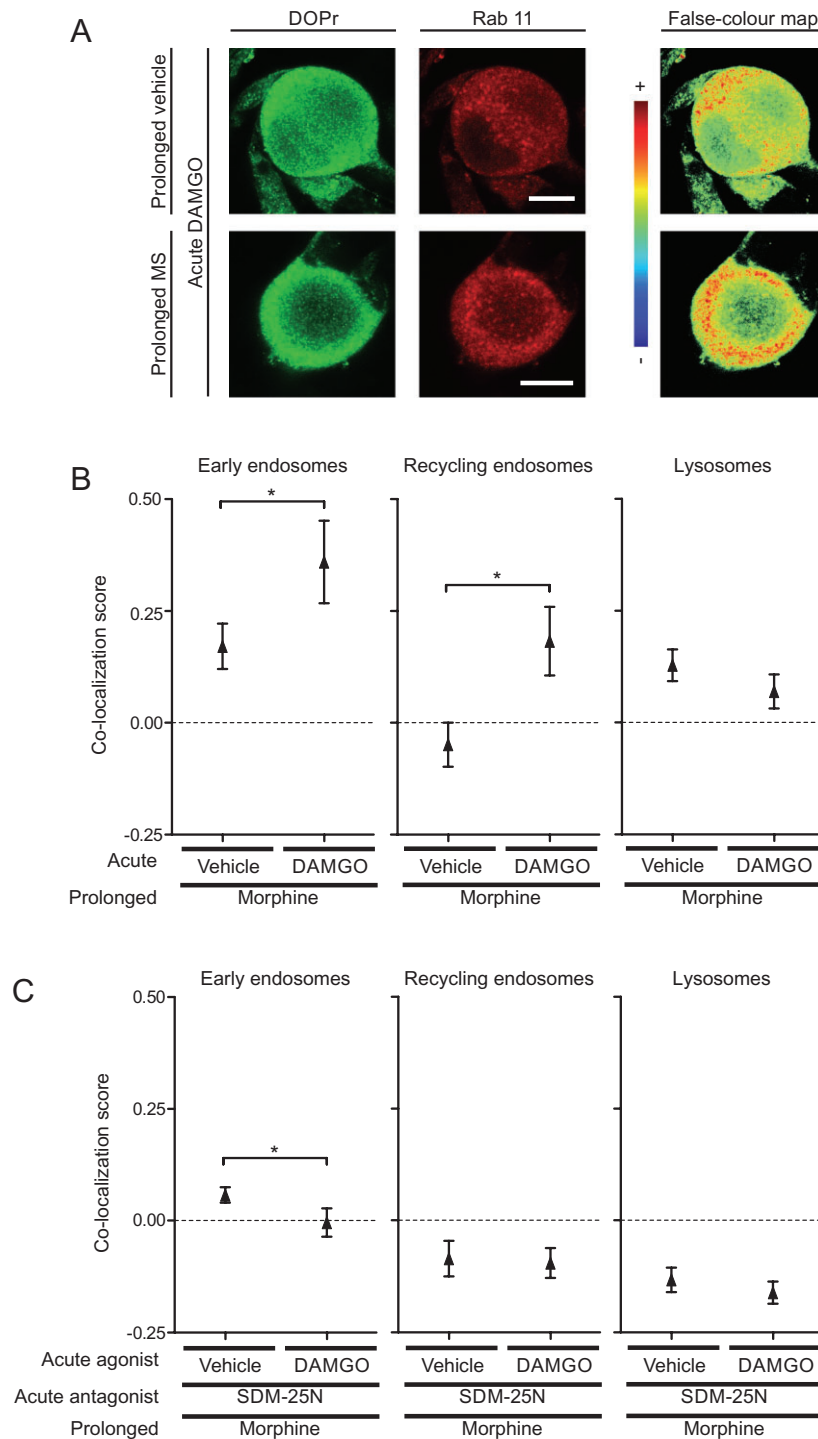 A
DOPr
Rab 11
False-colour map
Prolonged vehicle
Prolonged MS
Acute DAMGO
+
-
B
Early endosomes
Recycling endosomes
Lysosomes
Co-localization score
0.50
0.25
0.00
-0.25
*
*
Acute
Vehicle
DAMGO
Vehicle
DAMGO
Vehicle
DAMGO
Prolonged
Morphine
Morphine
Morphine
C
Early endosomes
Recycling endosomes
Lysosomes
Co-localization score
0.50
0.25
0.00
-0.25
*
Acute agonist
Vehicle
DAMGO
Vehicle
DAMGO
Vehicle
DAMGO
Acute antagonist
SDM-25N
SDM-25N
SDM-25N
Prolonged
Morphine
Morphine
Morphine